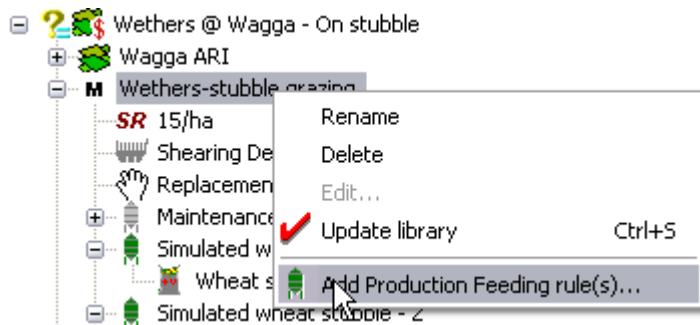 Wethers @ Wagga - On stubble
Wagga ARI
M Wethers-stubble grazing
SR 15/ha
Shearing De
Replacemen
Maintenance
Simulated w
Wheat s
Simulated wheat stubble - 2
Rename
Delete
Edit...
Update library Ctrl+S
Add Production Feeding rule(s)...